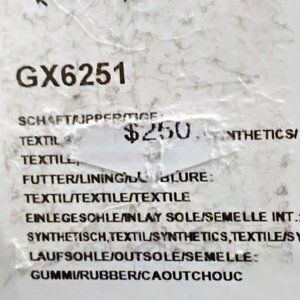 GX6251
SCHAFT/UPPER/TIGE:
TEXTIL $250. SYNTHETICS/
TEXTILE,
FUTTER/LINING/DOUBLURE:
TEXTIL/TEXTILE/TEXTILE
EINLEGESOHLE/INLAY SOLE/SEMELLE INT.:
SYNTHETISCH,TEXTIL/SYNTHETICS,TEXTILE/SY
LAUFSOHLE/OUTSOLE/SEMELLE:
GUMMI/RUBBER/CAOUTCHOUC